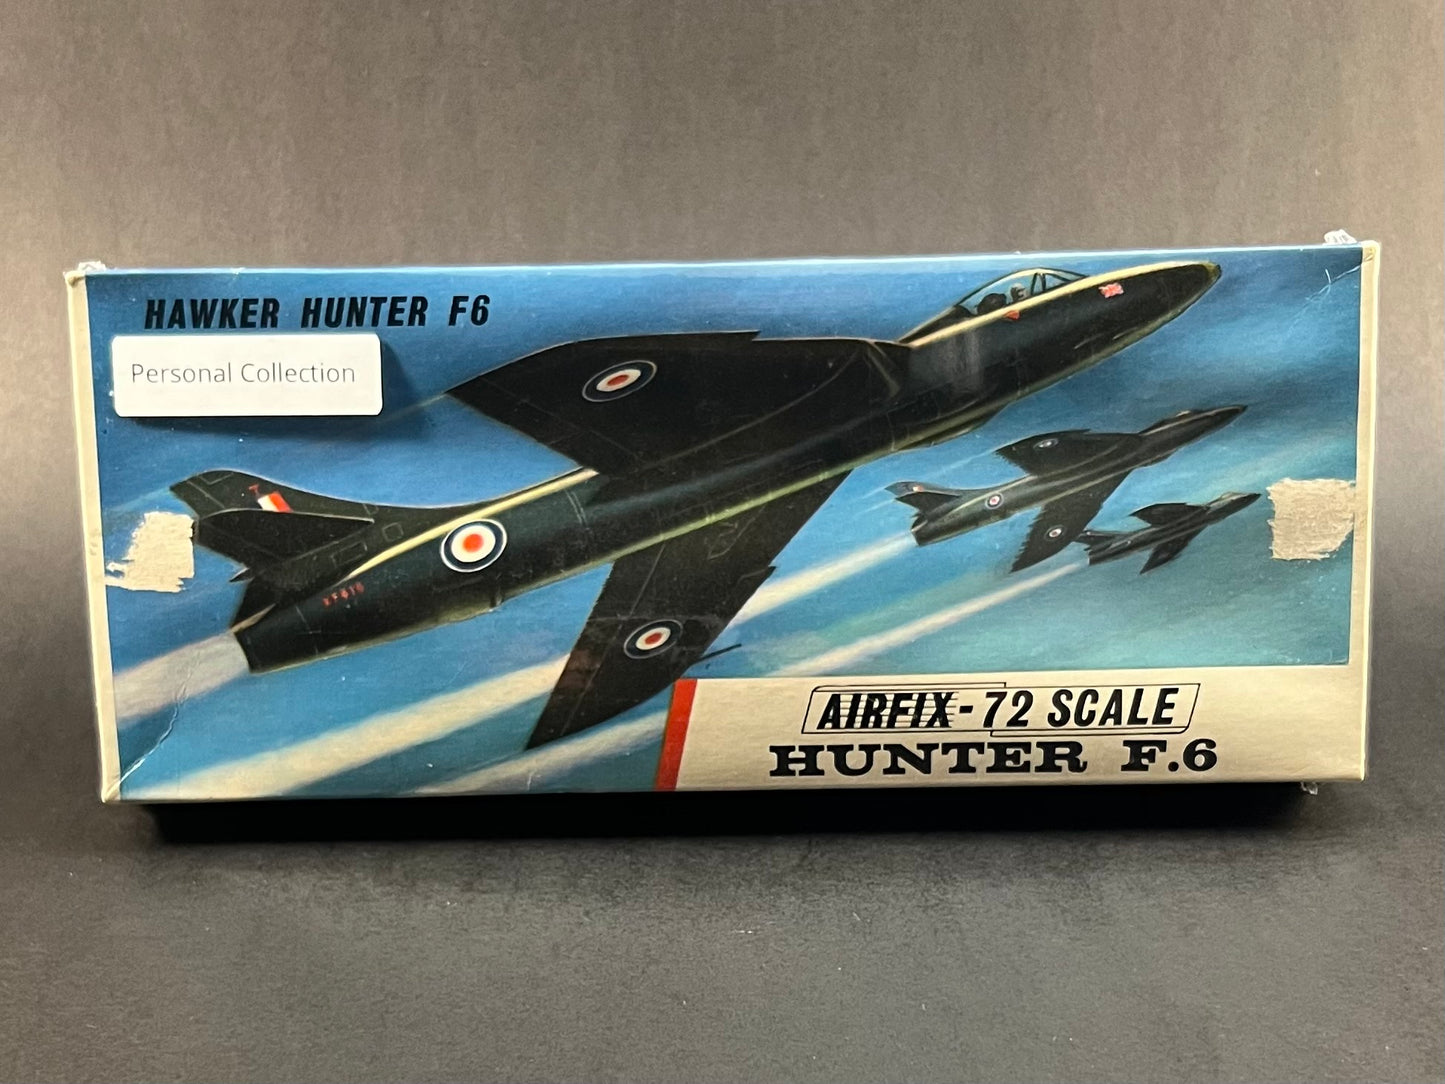 HAWKER HUNTER F6
Personal Collection
AIRFIX-72 SCALE
HUNTER F.6